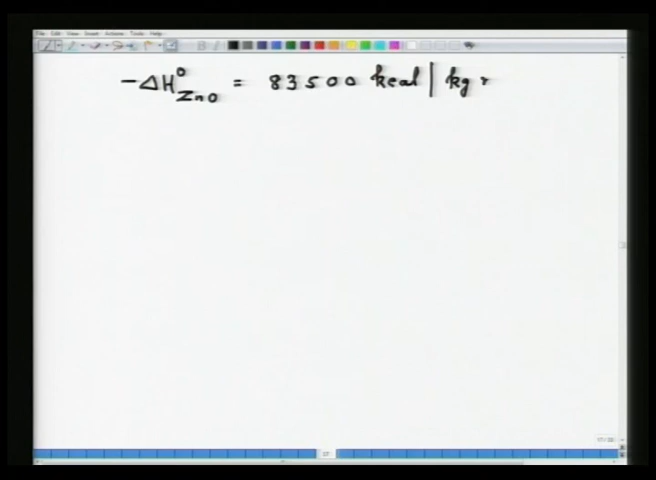 -ΔH°ZnO = 83500 kcal | kg